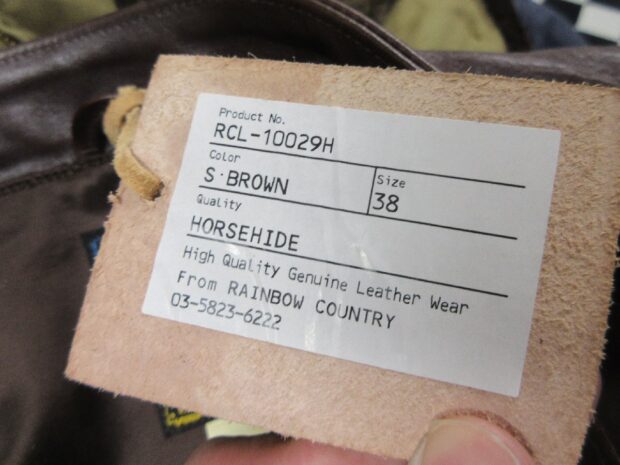 Product No.
RCL-10029H
Color
S·BROWN
Size
38
Quality
HORSEHIDE
High Quality Genuine Leather Wear
From RAINBOW COUNTRY
03-5823-6222